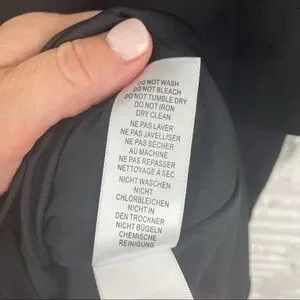 DO NOT WASH
DO NOT BLEACH
DO NOT TUMBLE DRY
DO NOT IRON
DRY CLEAN
NE PAS LAVER
NE PAS JAVELLISER
NE PAS SÉCHER
AU MACHINE
NE PAS REPASSER
NETTOYAGE À SEC
NICHT WASCHEN
NICHT
CHLORBLEICHEN
NICHT IN
DEN TROCKNER
NICHT BÜGELN
CHEMISCHE
REINIGUNG